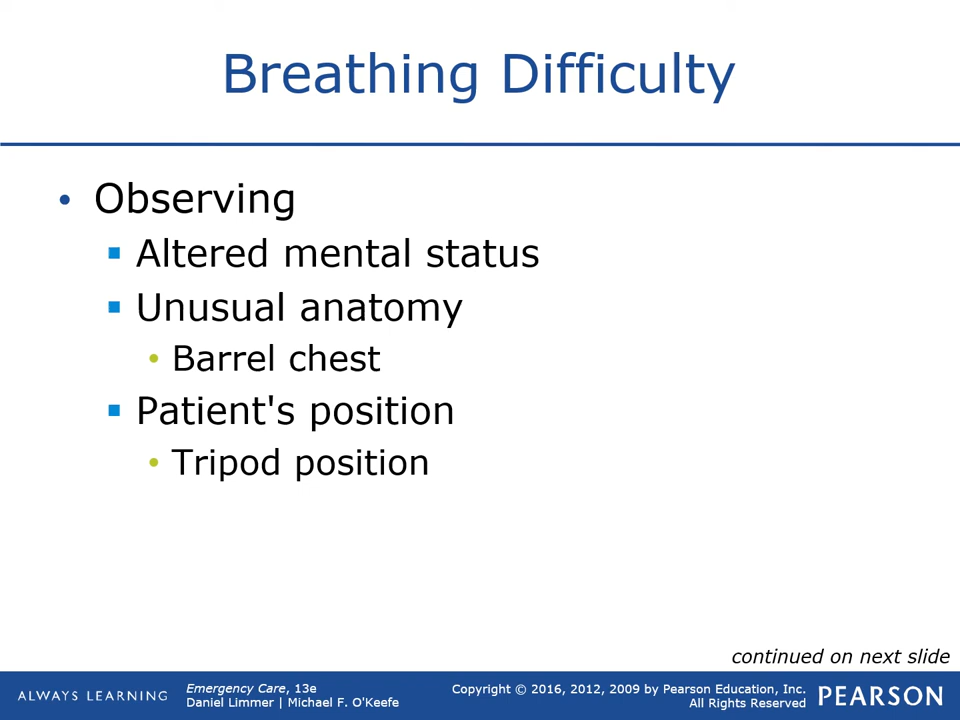 Breathing Difficulty
• Observing
▪ Altered mental status
▪ Unusual anatomy
• Barrel chest
▪ Patient's position
• Tripod position
continued on next slide
ALWAYS LEARNING
Emergency Care, 13e
Daniel Limmer | Michael F. O'Keefe
Copyright © 2016, 2012, 2009 by Pearson Education, Inc.
All Rights Reserved
PEARSON